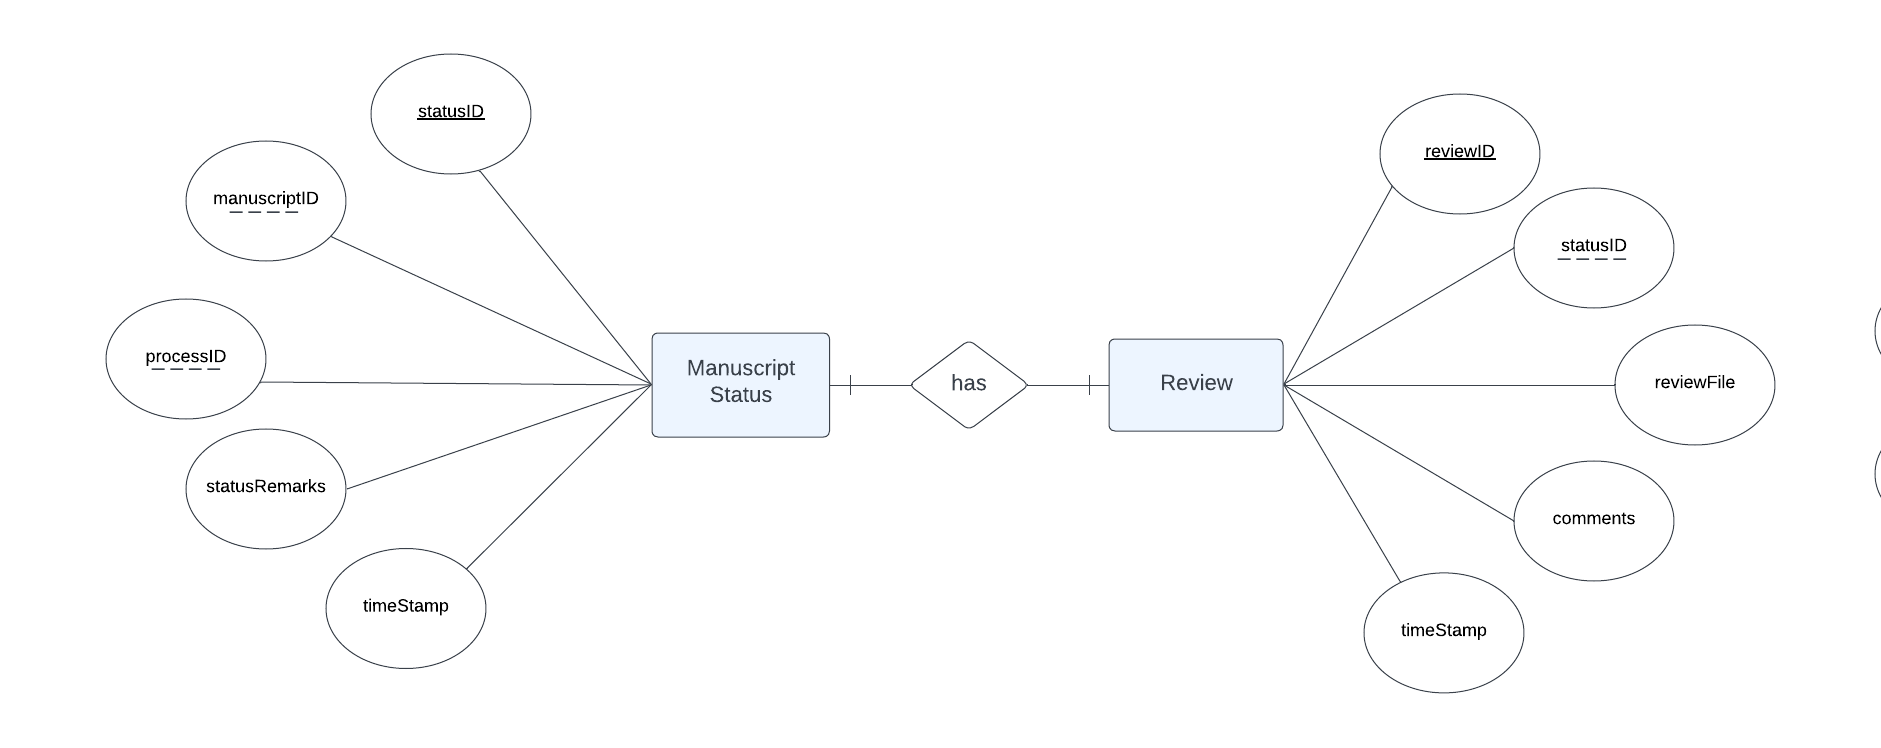 statusID
manuscriptID
processID
statusRemarks
timeStamp
Manuscript
Status
has
Review
reviewID
statusID
reviewFile
comments
timeStamp